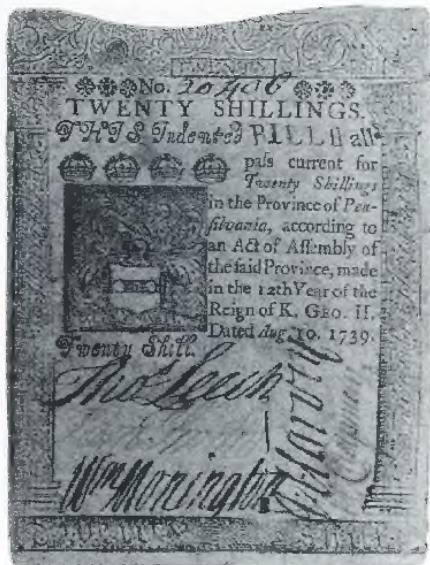 No. 20406
TWENTY SHILLINGS.
THIS Indented BILL ſhall
paſs current for
Twenty Shillings
in the Province of Pen-
ſilvania, according to
an Act of Aſſembly of
the ſaid Province, made
in the 12th Year of the
Reign of K. GEO. II.
Dated Aug. 10. 1739.
Twenty Shill.
Tho Leech
Wm Monington